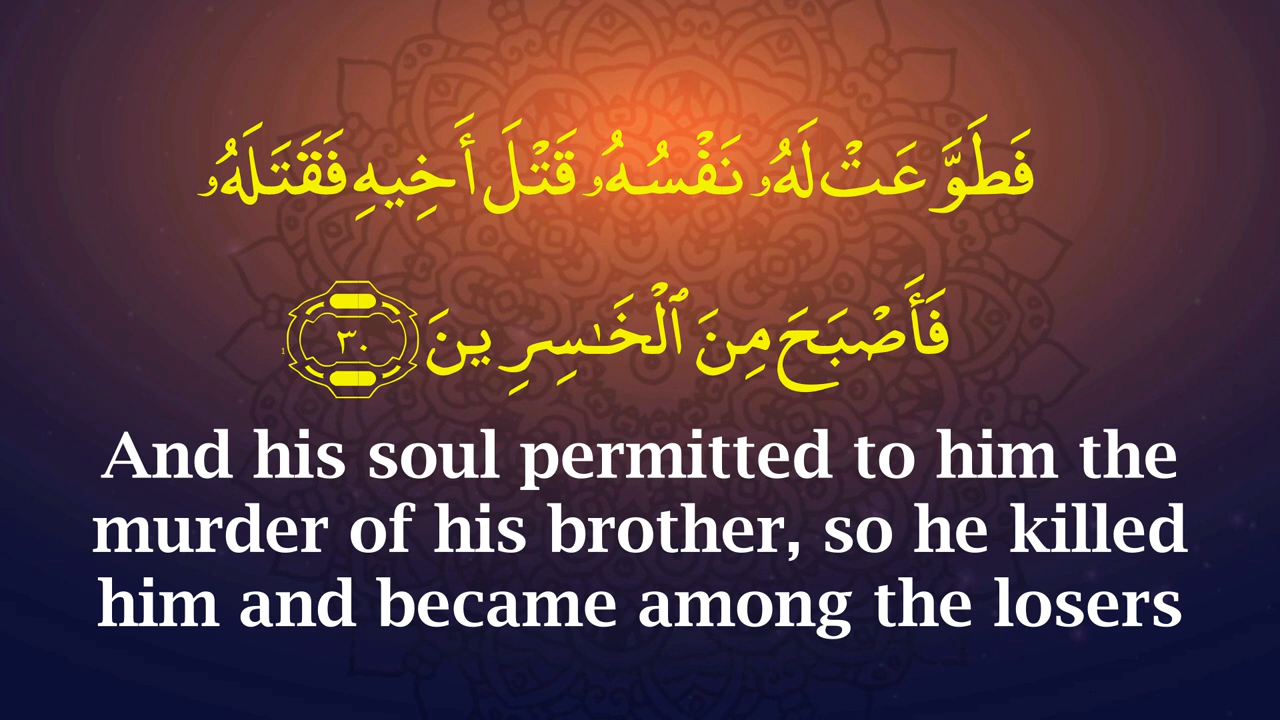 فَطَوَّعَتْ لَهُۥ نَفْسُهُۥ قَتْلَ أَخِيهِ فَقَتَلَهُۥ
فَأَصْبَحَ مِنَ ٱلْخَـٰسِرِينَ ٣٠
And his soul permitted to him the
murder of his brother, so he killed
him and became among the losers